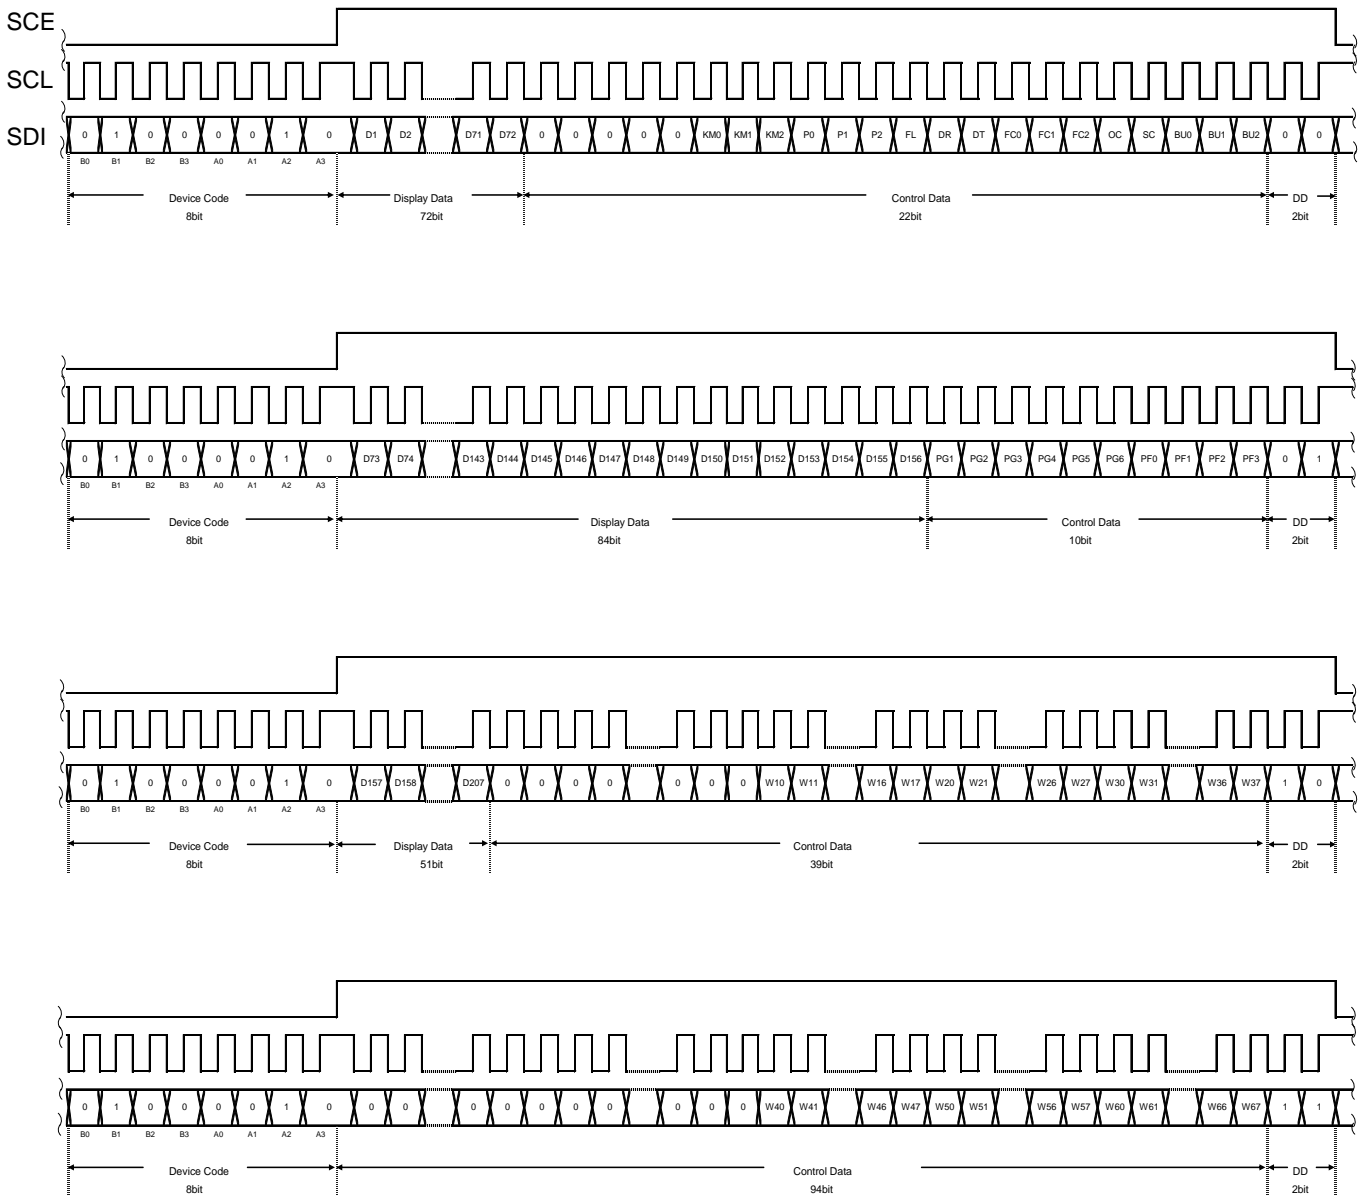 SCE
SCL
SDI
0 1 0 0 0 0 1 0 D1 D2 D71 D72 0 0 0 0 0 KM0 KM1 KM2 P0 P1 P2 FL DR DT FC0 FC1 FC2 OC SC BU0 BU1 BU2 0 0
B0 B1 B2 B3 A0 A1 A2 A3
Device Code Display Data Control Data DD
8bit 72bit 22bit 2bit
0 1 0 0 0 0 1 0 D73 D74 D143 D144 D145 D146 D147 D148 D149 D150 D151 D152 D153 D154 D155 D156 PG1 PG2 PG3 PG4 PG5 PG6 PF0 PF1 PF2 PF3 0 1
B0 B1 B2 B3 A0 A1 A2 A3
Device Code Display Data Control Data DD
8bit 84bit 10bit 2bit
0 1 0 0 0 0 1 0 D157 D158 D207 0 0 0 0 0 0 0 W10 W11 W16 W17 W20 W21 W26 W27 W30 W31 W36 W37 1 0
B0 B1 B2 B3 A0 A1 A2 A3
Device Code Display Data Control Data DD
8bit 51bit 39bit 2bit
0 1 0 0 0 0 1 0 0 0 0 0 0 0 0 0 0 0 W40 W41 W46 W47 W50 W51 W56 W57 W60 W61 W66 W67 1 1
B0 B1 B2 B3 A0 A1 A2 A3
Device Code Control Data DD
8bit 94bit 2bit